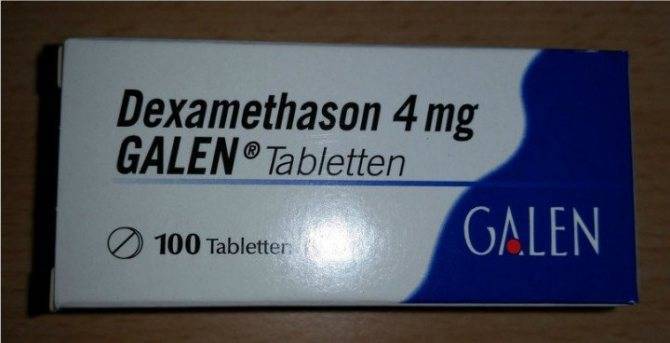 Dexamethason 4 mg
GALEN® Tabletten
100 Tabletten
GALEN